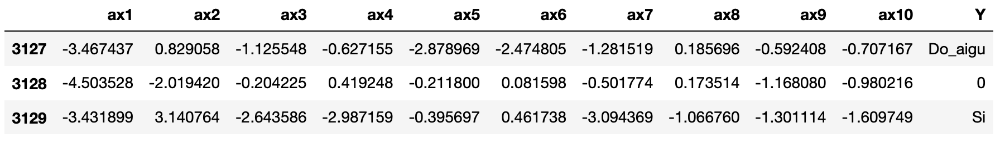 ax1 ax2 ax3 ax4 ax5 ax6 ax7 ax8 ax9 ax10 Y
3127 -3.467437 0.829058 -1.125548 -0.627155 -2.878969 -2.474805 -1.281519 0.185696 -0.592408 -0.707167 Do_aigu
3128 -4.503528 -2.019420 -0.204225 0.419248 -0.211800 0.081598 -0.501774 0.173514 -1.168080 -0.980216 0
3129 -3.431899 3.140764 -2.643586 -2.987159 -0.395697 0.461738 -3.094369 -1.066760 -1.301114 -1.609749 Si